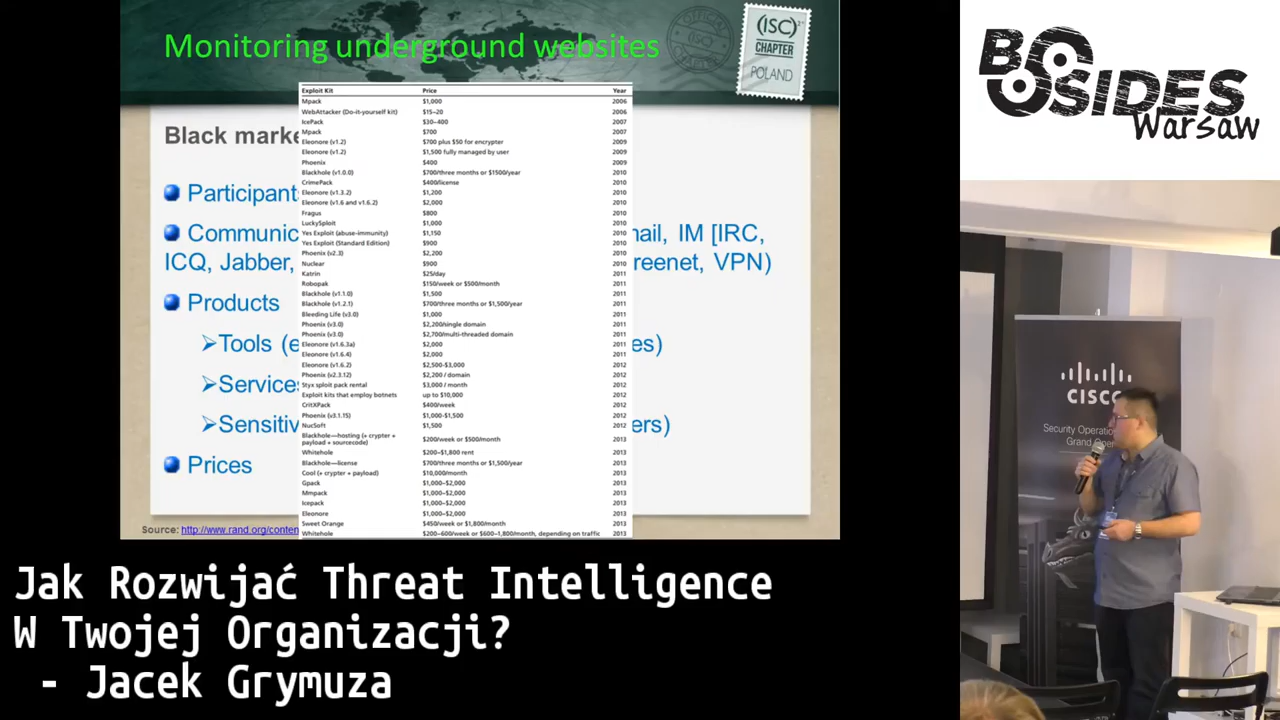 Monitoring underground websites
(ISC)²
CHAPTER
POLAND
BSIDES
Warsaw
Exploit Kit Price Year
Mpack $1,000 2006
WebAttacker (Do-it-yourself kit) $15–20 2006
IcePack $30–400 2007
Mpack $700 2007
Eleonore (v1.2) $700 plus $50 for encrypter 2009
Eleonore (v1.2) $1,500 fully managed by user 2009
Phoenix $400 2009
Blackhole (v1.0.0) $700/three months or $1500/year 2010
CrimePack $400/license 2010
Eleonore (v1.3.2) $1,200 2010
Eleonore (v1.6 and v1.6.2) $2,000 2010
Fragus $800 2010
LuckySploit $1,000 2010
Yes Exploit (abuse-immunity) $1,150 2010
Yes Exploit (Standard Edition) $900 2010
Phoenix (v2.3) $2,200 2010
Nuclear $900 2010
Katrin $25/day 2011
Robopak $150/week or $500/month 2011
Blackhole (v1.1.0) $1,500 2011
Blackhole (v1.2.1) $700/three months or $1,500/year 2011
Bleeding Life (v3.0) $1,000 2011
Phoenix (v3.0) $2,200/single domain 2011
Phoenix (v3.0) $2,700/multi-threaded domain 2011
Eleonore (v1.6.3a) $2,000 2011
Eleonore (v1.6.4) $2,000 2011
Eleonore (v1.6.2) $2,500-$3,000 2012
Phoenix (v2.3.12) $2,200 / domain 2012
Styx sploit pack rental $3,000 / month 2012
Exploit kits that employ botnets up to $10,000 2012
CritXPack $400/week 2012
Phoenix (v3.1.15) $1,000-$1,500 2012
NucSoft $1,500 2012
Blackhole—hosting (+ crypter +
payload + sourcecode) $200/week or $500/month 2013
Whitehole $200–$1,800 rent 2013
Blackhole—license $700/three months or $1,500/year 2013
Cool (+ crypter + payload) $10,000/month 2013
Gpack $1,000–$2,000 2013
Mmpack $1,000–$2,000 2013
Icepack $1,000–$2,000 2013
Eleonore $1,000–$2,000 2013
Sweet Orange $450/week or $1,800/month 2013
Whitehole $200–600/week or $600–1,800/month, depending on traffic 2013
Black marke
Participants
Communic nail, IM [IRC,
ICQ, Jabber, reenet, VPN)
Products
Tools (e es)
Services
Sensitiv ers)
Prices
Source: http://www.rand.org/conten
CISCO
Security Operation
Grand Open
Jak Rozwijać Threat Intelligence
W Twojej Organizacji?
- Jacek Grymuza